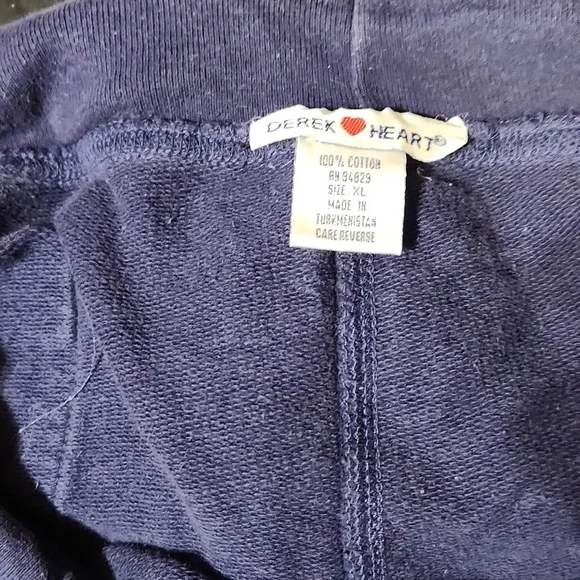 DEREK HEART®
100% COTTON
RN 94829
SIZE XL
MADE IN
TURKMENISTAN
CARE REVERSE